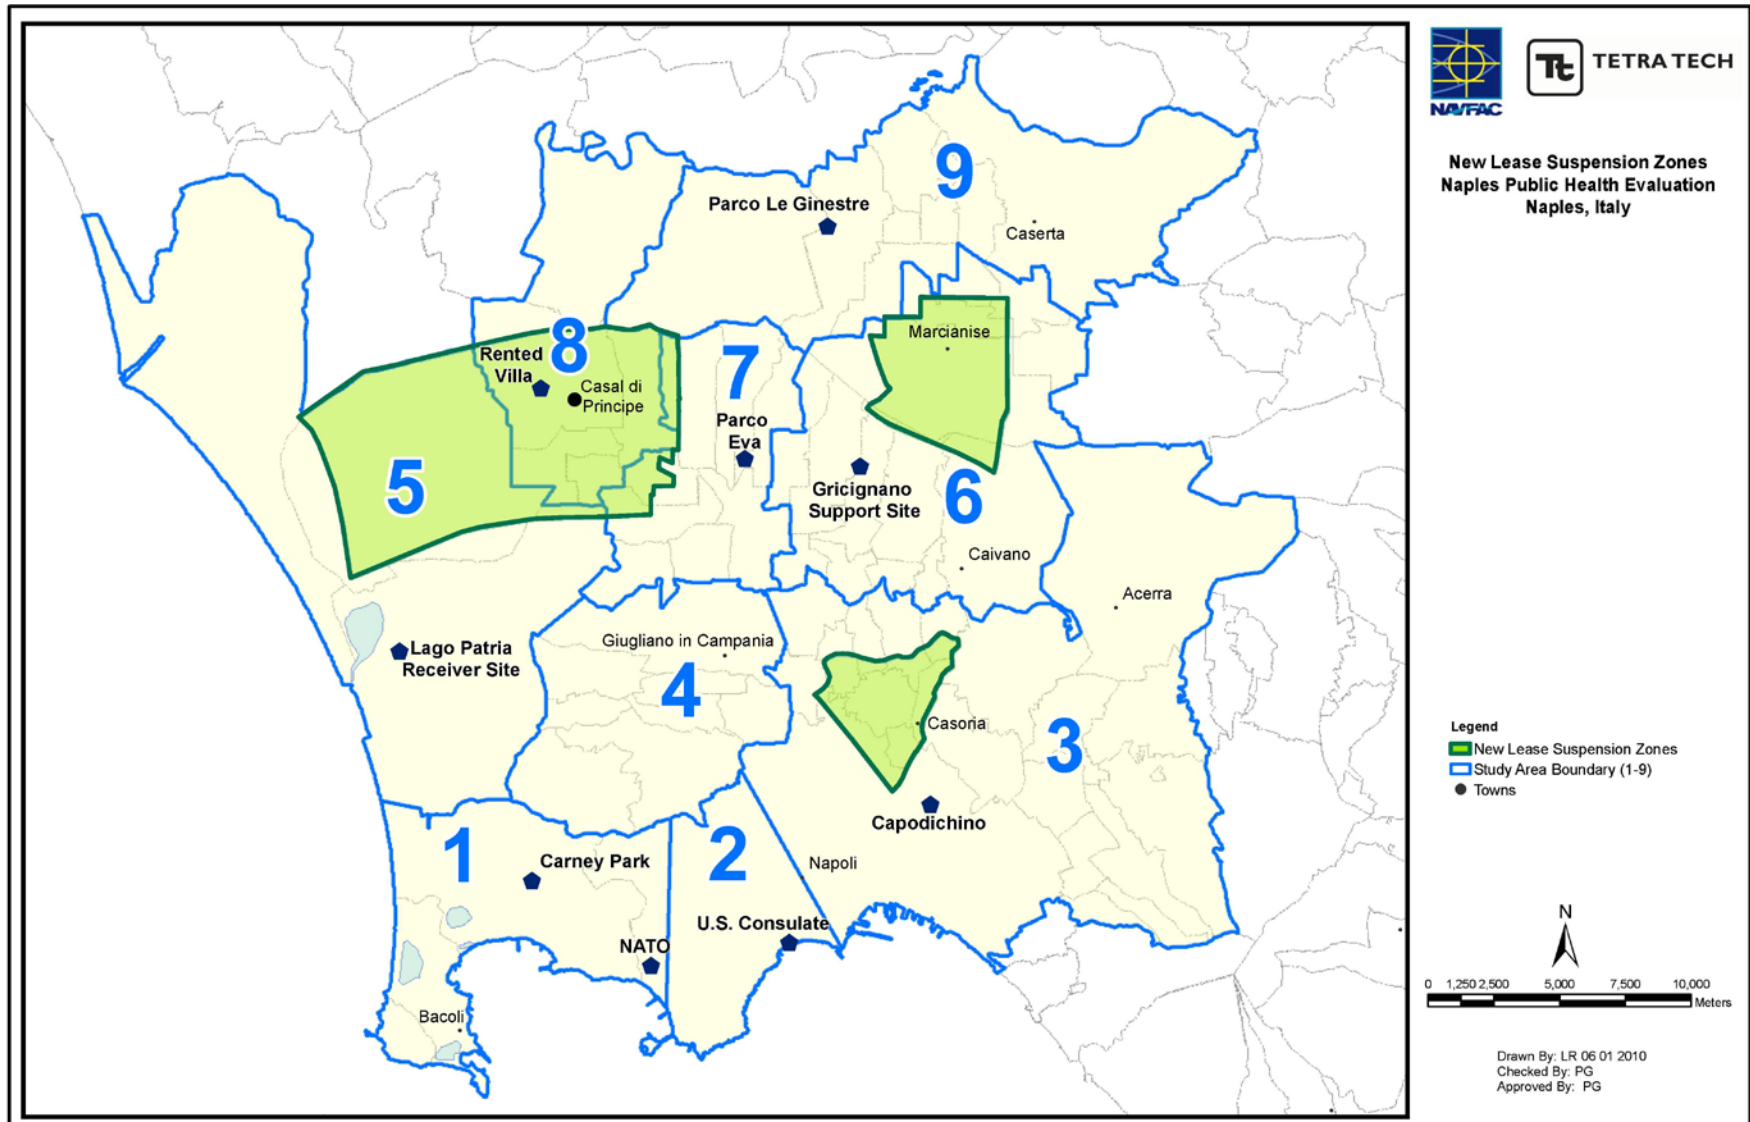 NAVFAC
Tt
TETRA TECH
New Lease Suspension Zones
Naples Public Health Evaluation
Naples, Italy
9
Parco Le Ginestre
Caserta
8
Marcianise
Rented
Villa
7
Casal di
Principe
Parco
Eva
5
Gricignano
Support Site
6
Caivano
Acerra
Giugliano in Campania
Lago Patria
Receiver Site
4
Casoria
3
Capodichino
1
2
Carney Park
Napoli
U.S. Consulate
NATO
Bacoli
Legend
New Lease Suspension Zones
Study Area Boundary (1-9)
Towns
N
0 1,250 2,500 5,000 7,500 10,000
Meters
Drawn By: LR 06 01 2010
Checked By: PG
Approved By: PG